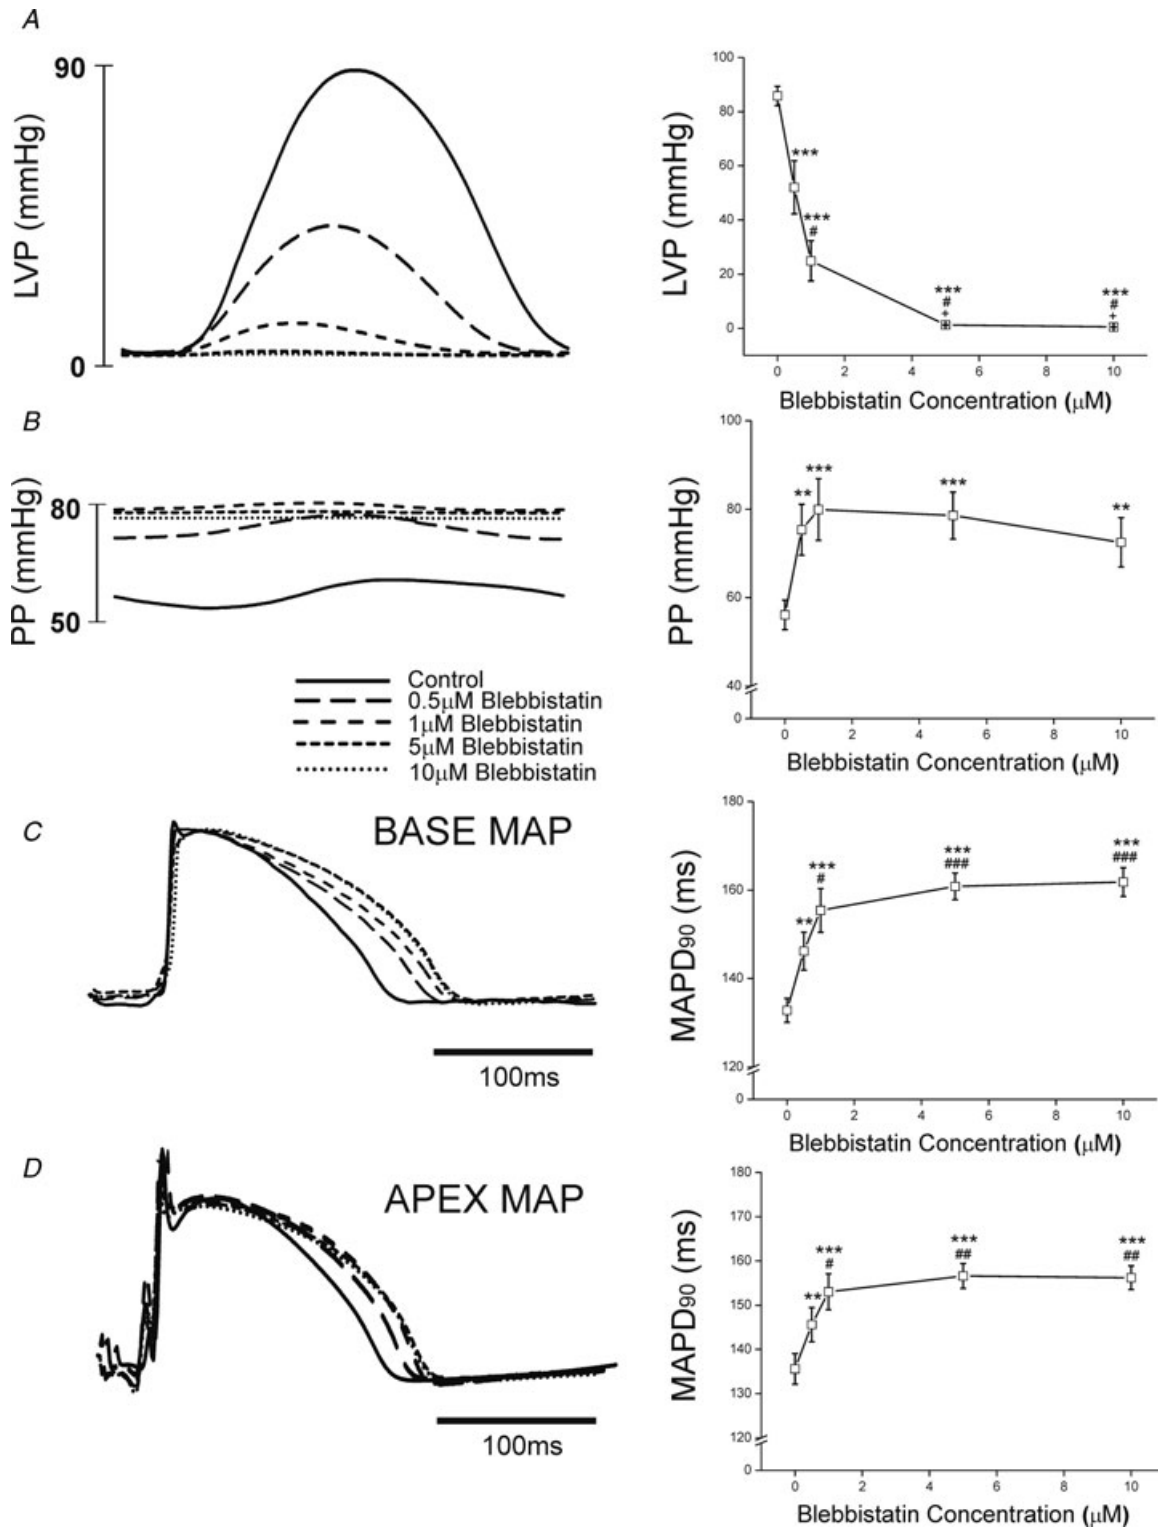 A
90
LVP (mmHg)
0
100
80
60
40
20
0
LVP (mmHg)
***
***
#
***
#
+
***
#
+
0 2 4 6 8 10
Blebbistatin Concentration (μM)
B
80
PP (mmHg)
50
100
80
60
40
0
PP (mmHg)
**
***
***
**
0 2 4 6 8 10
Blebbistatin Concentration (μM)
Control
0.5μM Blebbistatin
1μM Blebbistatin
5μM Blebbistatin
10μM Blebbistatin
C
BASE MAP
100ms
180
160
140
120
0
MAPD90 (ms)
**
***
#
***
###
***
###
0 2 4 6 8 10
Blebbistatin Concentration (μM)
D
APEX MAP
100ms
180
170
160
150
140
130
120
0
MAPD90 (ms)
**
***
#
***
##
***
##
0 2 4 6 8 10
Blebbistatin Concentration (μM)